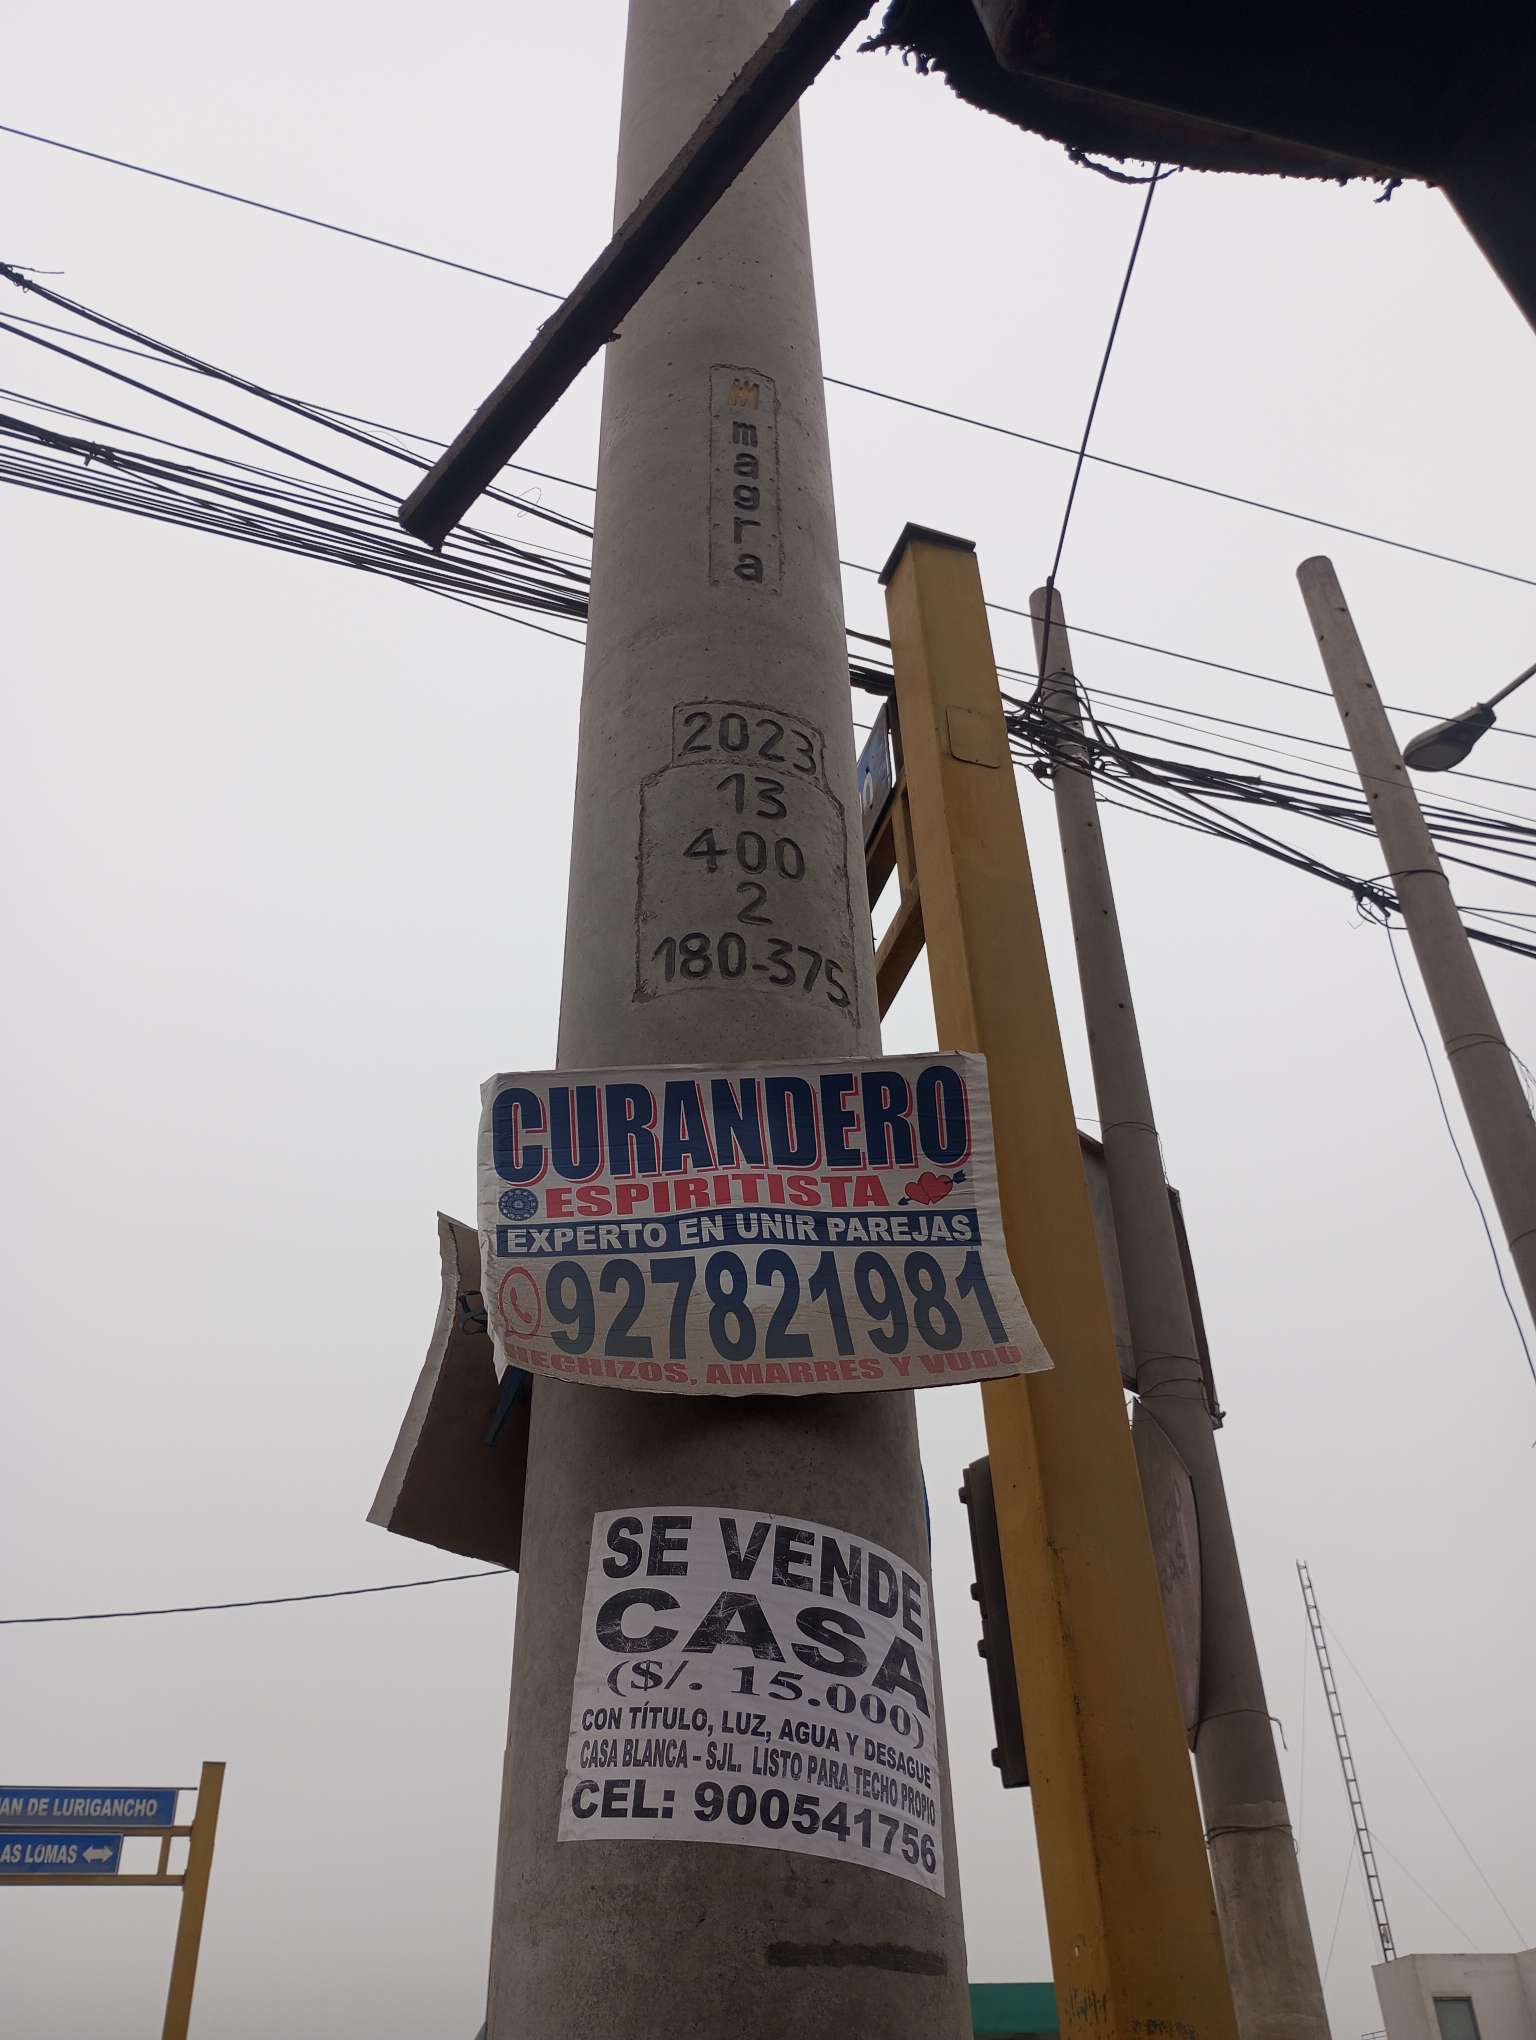 magra
2023
13
400
2
180-375
CURANDERO
ESPIRITISTA
EXPERTO EN UNIR PAREJAS
927821981
HECHIZOS, AMARRES Y VUDU
SE VENDE
CASA
(S/. 15.000)
CON TÍTULO, LUZ, AGUA Y DESAGUE
CASA BLANCA - SJL. LISTO PARA TECHO PROPIO
CEL: 900541756
DE LURIGANCHO
LOMAS